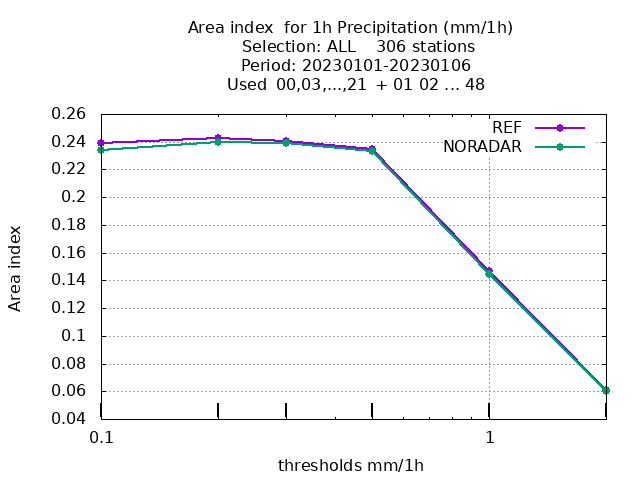 Area index  for 1h Precipitation (mm/1h)
Selection: ALL    306 stations
Period: 20230101-20230106
Used  00,03,...,21  + 01 02 ... 48
REF
NORADAR
0.26
0.24
0.22
0.2
0.18
0.16
0.14
0.12
0.1
0.08
0.06
0.04
Area index
0.1
1
thresholds mm/1h